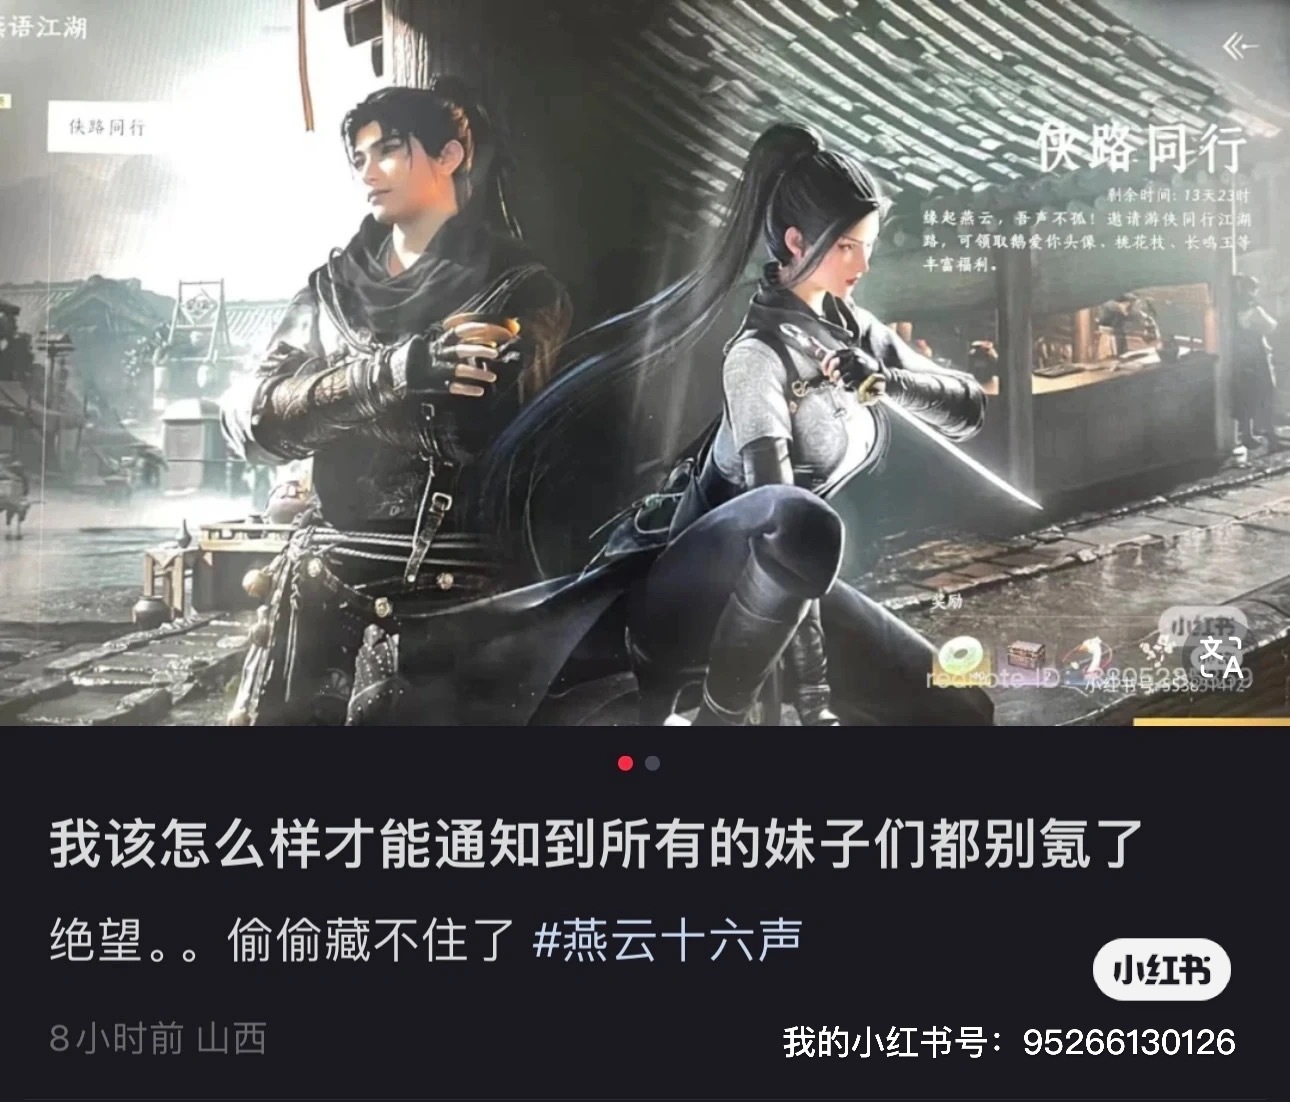 语江湖
侠路同行
侠路同行
剩余时间：13天23时
缘起燕云，吾声不孤！邀请游侠同行江湖
路，可领取鹅爱你头像、桃花枝、长鸣玉等
丰富福利。
奖励
小红书
文A
我该怎么样才能通知到所有的妹子们都别氪了
绝望。。偷偷藏不住了 #燕云十六声
小红书
8小时前 山西
我的小红书号：95266130126